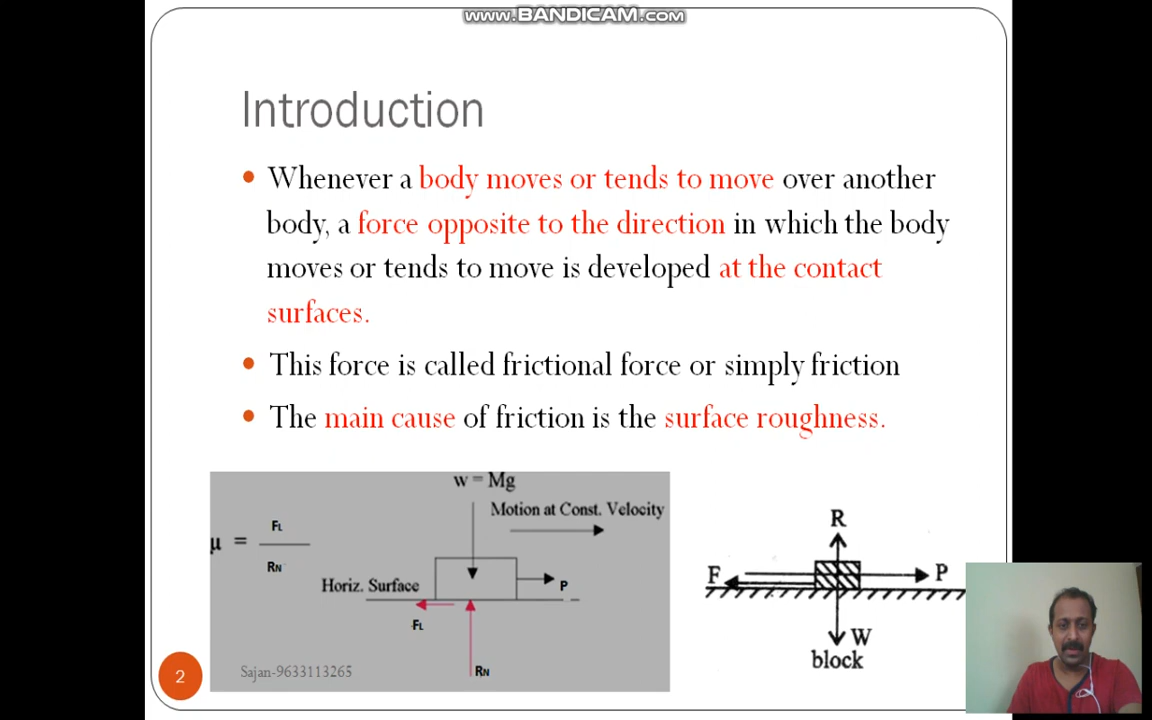 www.BANDICAM.com
Introduction
Whenever a body moves or tends to move over another
body, a force opposite to the direction in which the body
moves or tends to move is developed at the contact
surfaces.
This force is called frictional force or simply friction
The main cause of friction is the surface roughness.
w = Mg
Motion at Const. Velocity
μ = FL
RN
Horiz. Surface
P
FL
RN
R
F
P
W
block
2
Sajan-9633113265